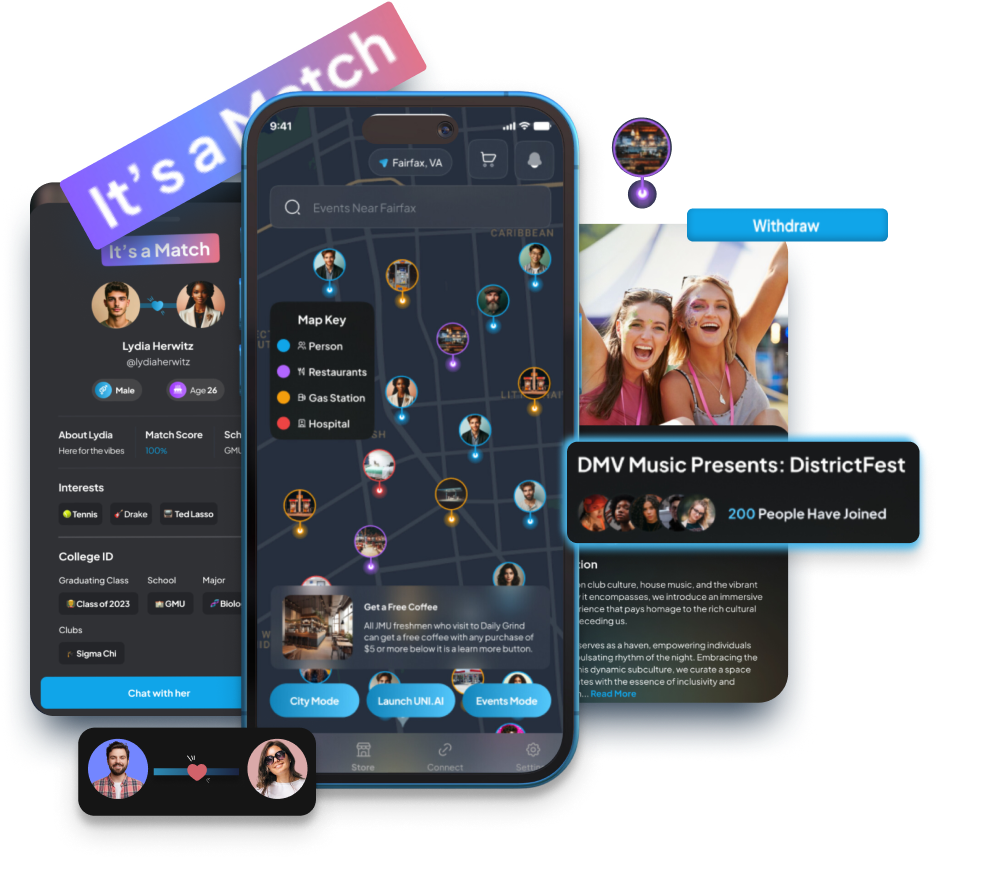 It's a Match
It's a Match
Lydia Herwitz
@lydiaherwitz
Male
Age 26
About Lydia
Match Score
Sch
Here for the vibes
100%
GMU
Interests
Tennis
Drake
Ted Lasso
College ID
Graduating Class
School
Major
Class of 2023
GMU
Biolo
Clubs
Sigma Chi
Chat with her
9:41
Fairfax, VA
Events Near Fairfax
CARIBBEAN
Map Key
Person
Restaurants
Gas Station
Hospital
Get a Free Coffee
All JMU freshmen who visit to Daily Grind
can get a free coffee with any purchase of
$5 or more below it is a learn more button.
City Mode
Launch UNI.AI
Events Mode
Store
Connect
Settin
Withdraw
DMV Music Presents: DistrictFest
200 People Have Joined
tion
on club culture, house music, and the vibrant
it encompasses, we introduce an immersive
rience that pays homage to the rich cultural
eceding us.
serves as a haven, empowering individuals
ulsating rhythm of the night. Embracing the
his dynamic subculture, we curate a space
ates with the essence of inclusivity and
n... Read More